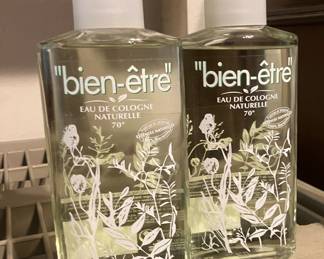 "bien-être"
EAU DE COLOGNE
NATURELLE
70°
"bien-être"
EAU DE COLOGNE
NATURELLE
70°